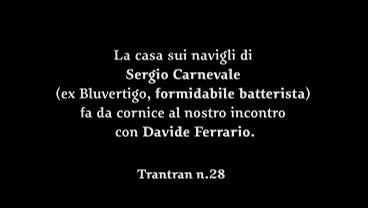 La casa sui navigli di
Sergio Carnevale
(ex Bluvertigo, formidabile batterista)
fa da cornice al nostro incontro
con Davide Ferrario.
Trantran n.28